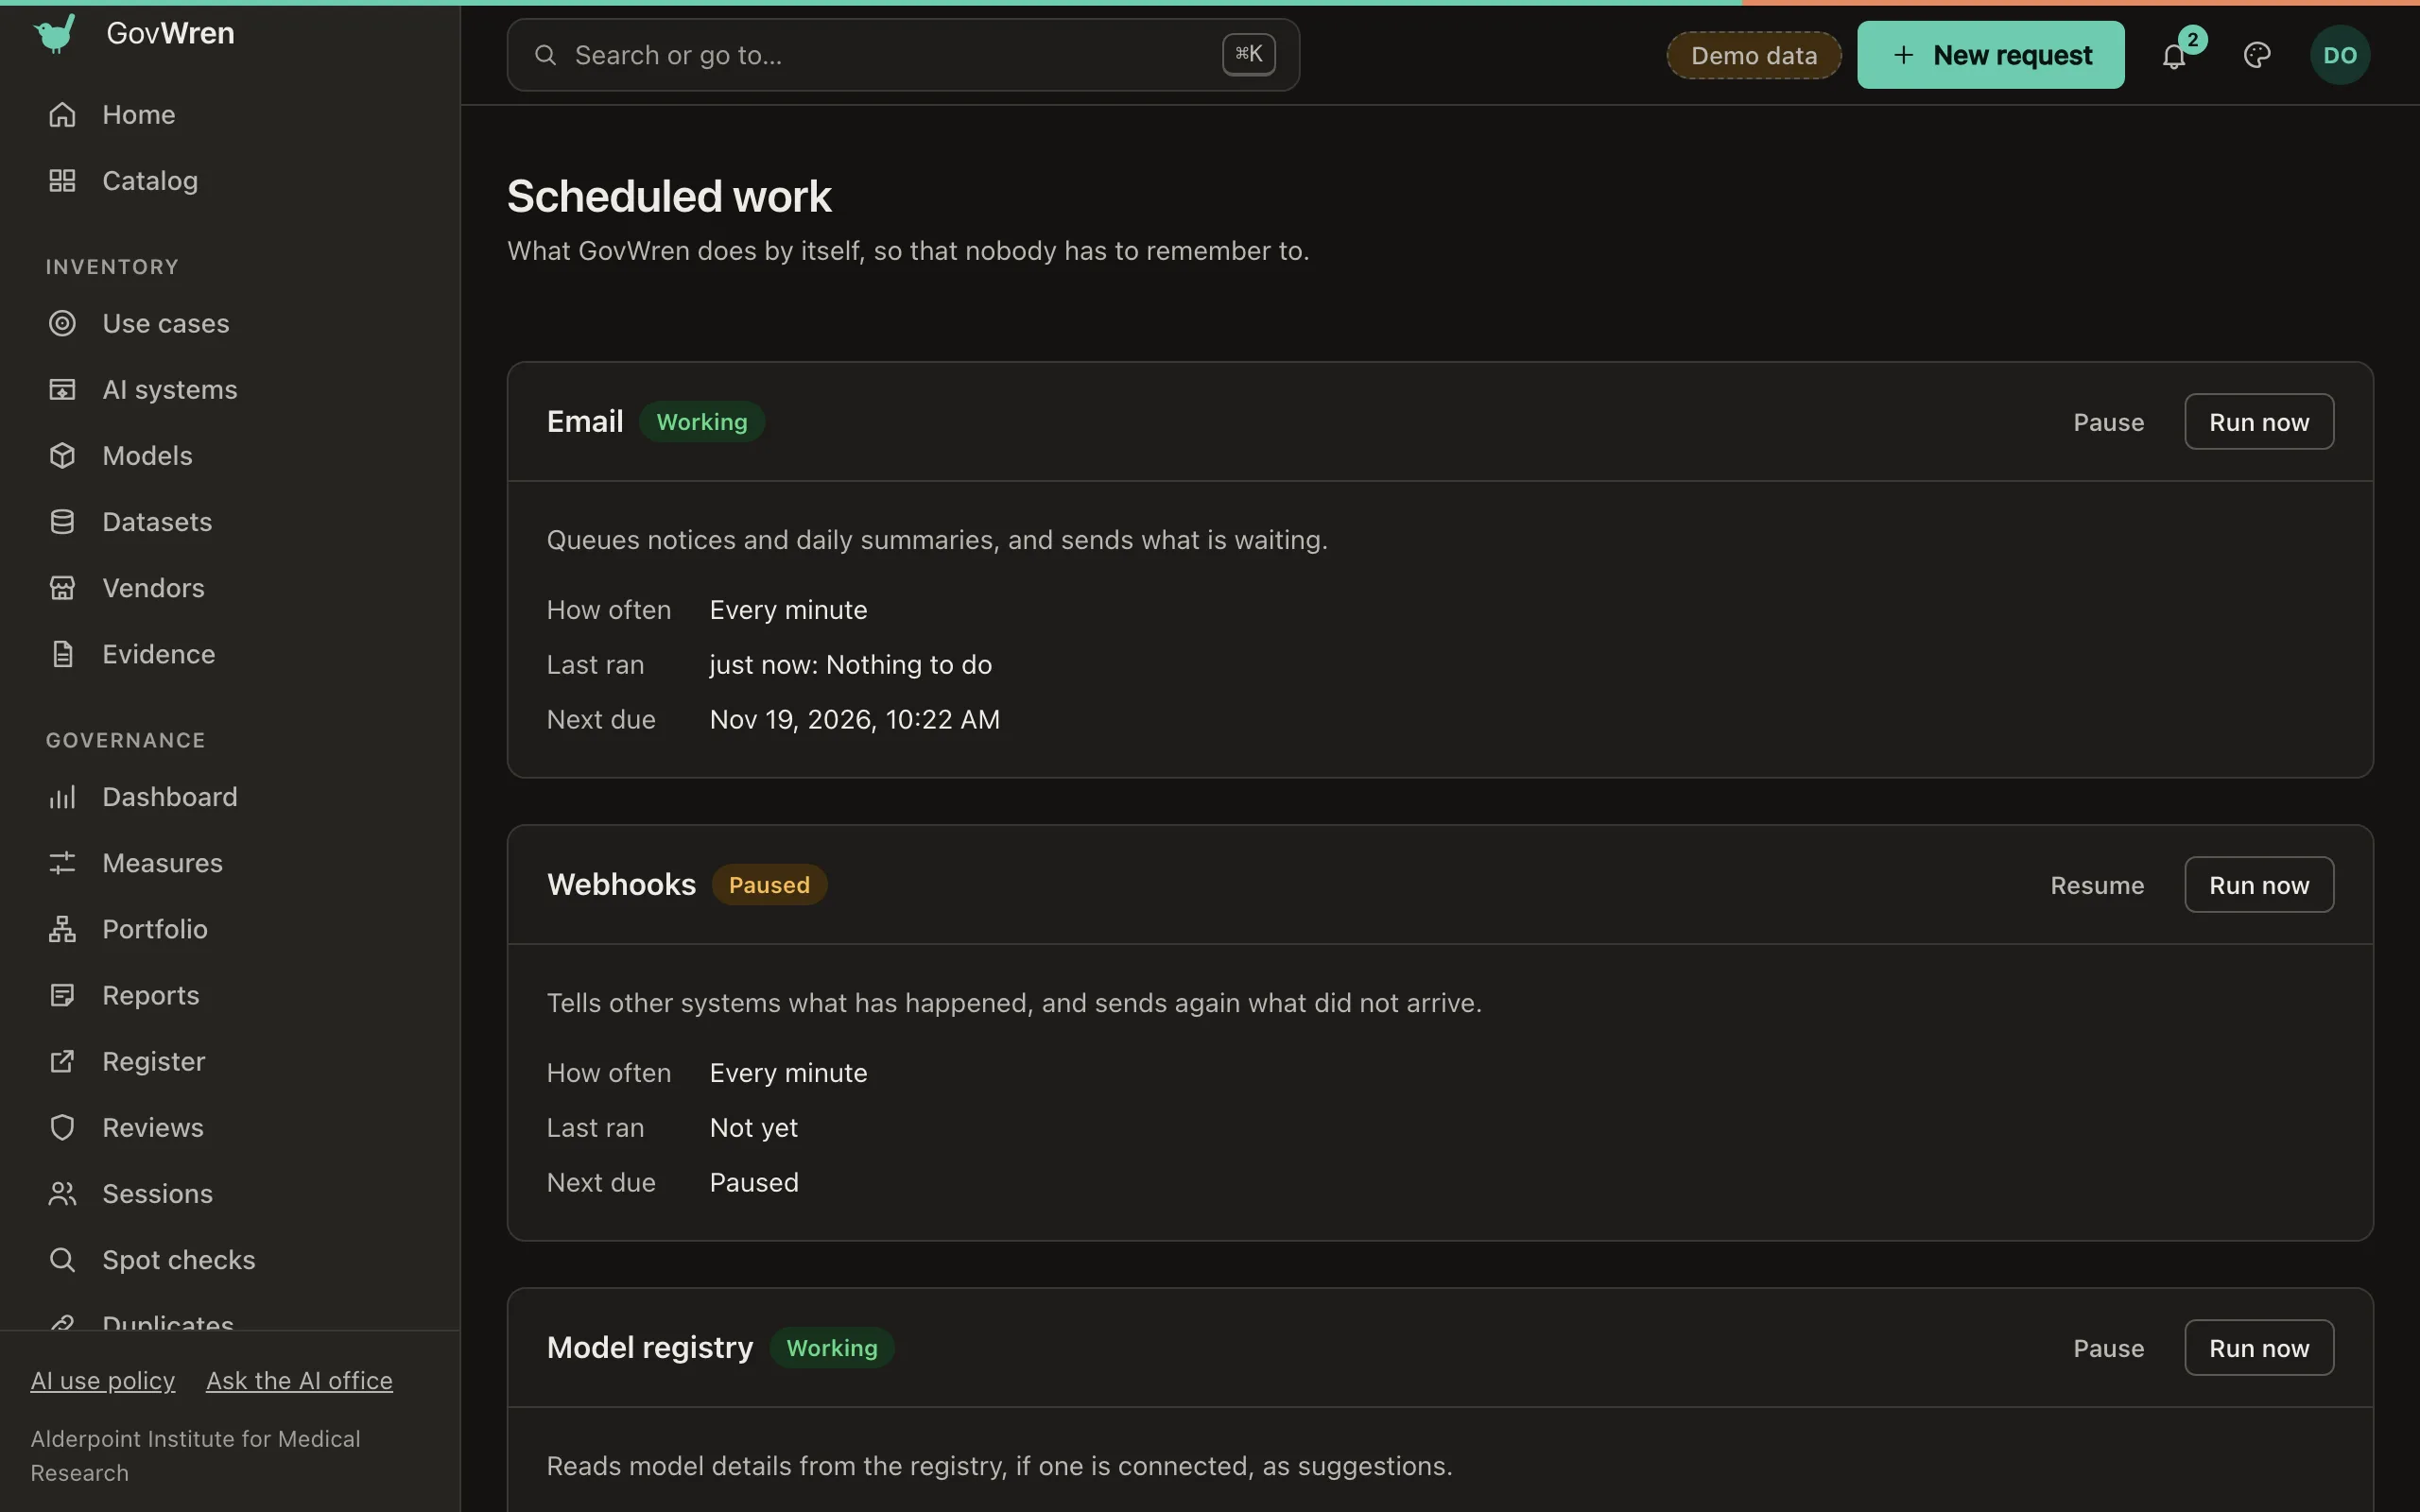 GovWren
Home
Catalog
INVENTORY
Use cases
AI systems
Models
Datasets
Vendors
Evidence
GOVERNANCE
Dashboard
Measures
Portfolio
Reports
Register
Reviews
Sessions
Spot checks
Duplicates
AI use policy Ask the AI office
Alderpoint Institute for Medical
Research
Search or go to... ⌘K
Demo data
+ New request
2
DO
Scheduled work
What GovWren does by itself, so that nobody has to remember to.
Email Working Pause Run now
Queues notices and daily summaries, and sends what is waiting.
How often Every minute
Last ran just now: Nothing to do
Next due Nov 19, 2026, 10:22 AM
Webhooks Paused Resume Run now
Tells other systems what has happened, and sends again what did not arrive.
How often Every minute
Last ran Not yet
Next due Paused
Model registry Working Pause Run now
Reads model details from the registry, if one is connected, as suggestions.